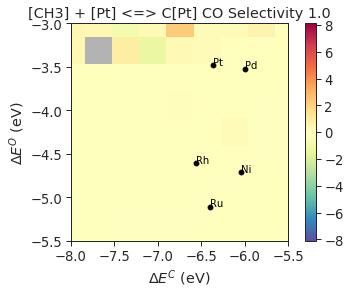 [CH3] + [Pt] <=> C[Pt] CO Selectivity 1.0
−3.0
−3.5
−4.0
−4.5
−5.0
−5.5
ΔE^O (eV)
Pt
Pd
Rh
Ni
Ru
−8.0 −7.5 −7.0 −6.5 −6.0 −5.5
ΔE^C (eV)
8
6
4
2
0
−2
−4
−6
−8